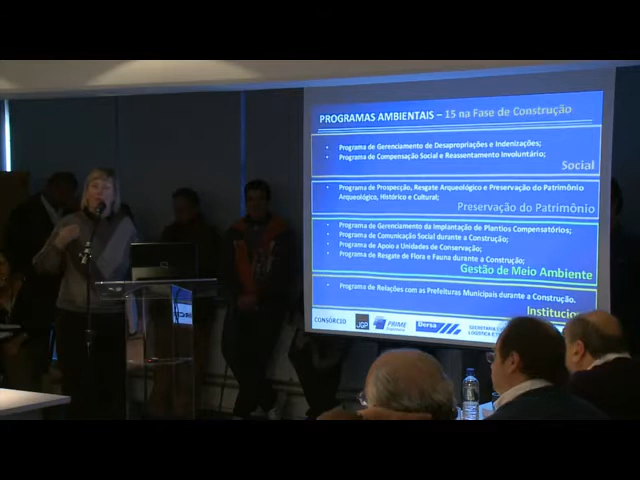 PROGRAMAS AMBIENTAIS – 15 na Fase de Construção
Programa de Gerenciamento de Desapropriações e Indenizações;
Programa de Compensação Social e Reassentamento Involuntário;
Social
Programa de Prospecção, Resgate Arqueológico e Preservação do Patrimônio
Arqueológico, Histórico e Cultural;
Preservação do Patrimônio
Programa de Gerenciamento da Implantação de Plantios Compensatórios;
Programa de Comunicação Social durante a Construção;
Programa de Apoio a Unidades de Conservação;
Programa de Resgate de Flora e Fauna durante a Construção;
Gestão de Meio Ambiente
Programa de Relações com as Prefeituras Municipais durante a Construção.
Institucio
CONSÓRCIO JGP PRIME Dersa SECRETARIA
LOGÍSTICA E